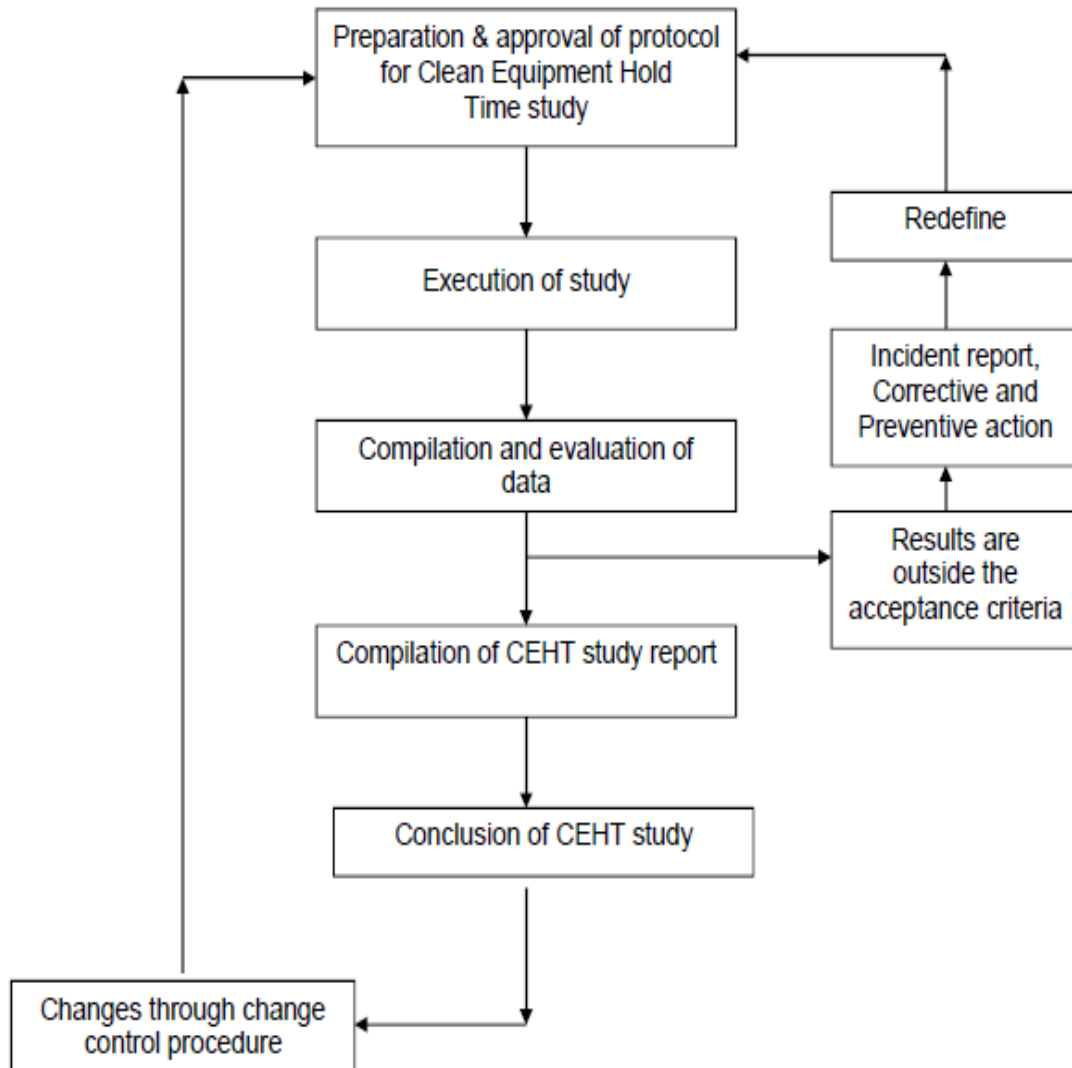 Preparation & approval of protocol
for Clean Equipment Hold
Time study
Redefine
Execution of study
Incident report,
Corrective and
Preventive action
Compilation and evaluation of
data
Results are
outside the
acceptance criteria
Compilation of CEHT study report
Conclusion of CEHT study
Changes through change
control procedure